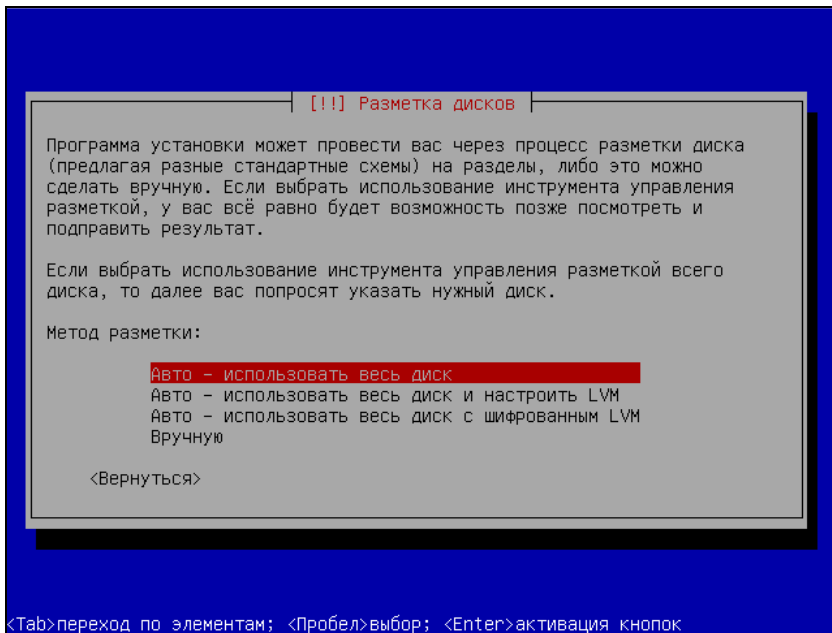 [!!] Разметка дисков
Программа установки может провести вас через процесс разметки диска
(предлагая разные стандартные схемы) на разделы, либо это можно
сделать вручную. Если выбрать использование инструмента управления
разметкой, у вас всё равно будет возможность позже посмотреть и
подправить результат.
Если выбрать использование инструмента управления разметкой всего
диска, то далее вас попросят указать нужный диск.
Метод разметки:
Авто - использовать весь диск
Авто - использовать весь диск и настроить LVM
Авто - использовать весь диск с шифрованным LVM
Вручную
<Вернуться>
<Tab>переход по элементам; <Пробел>выбор; <Enter>активация кнопок